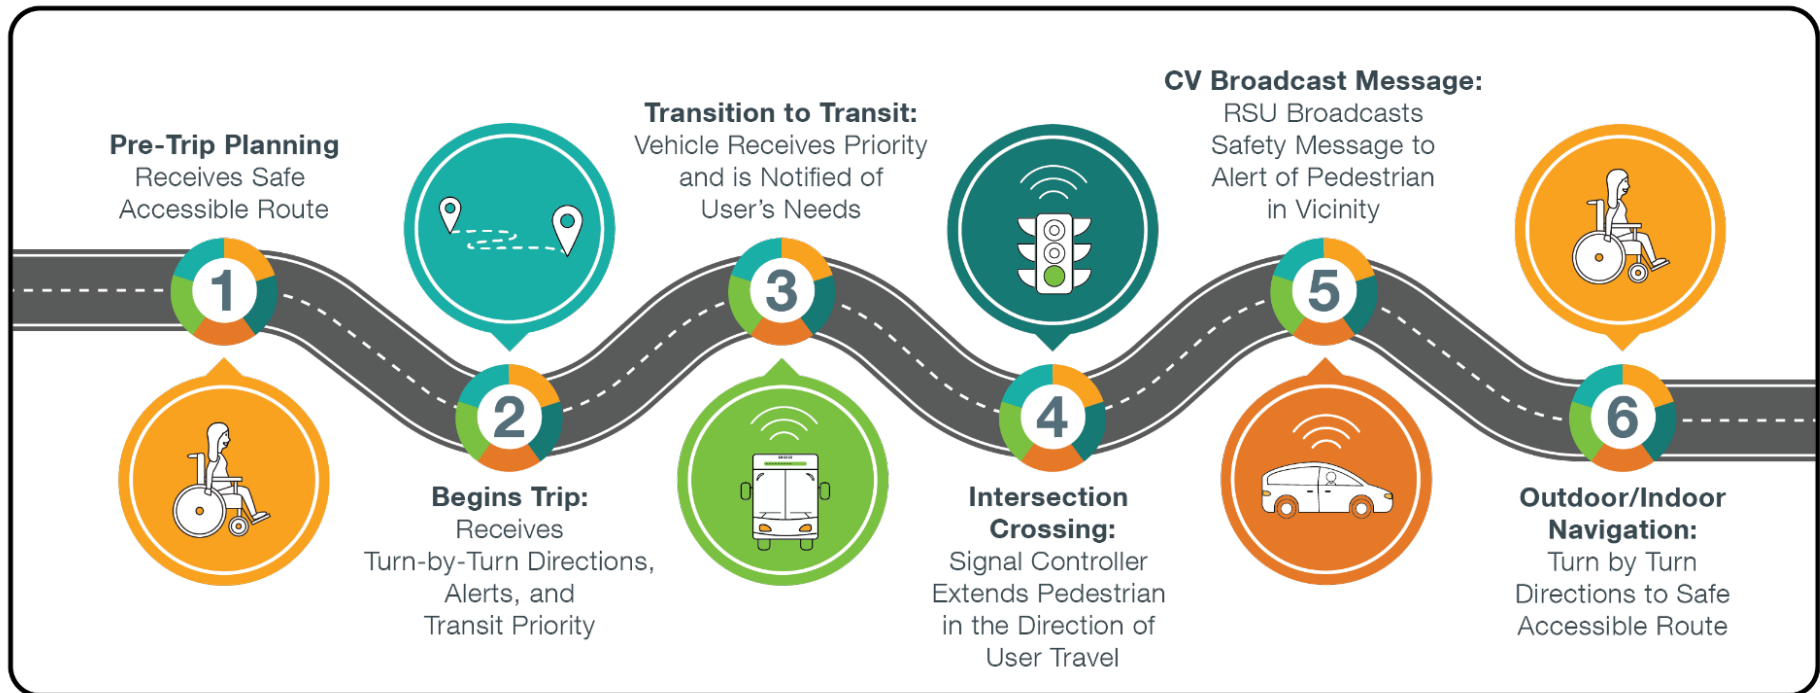 Pre-Trip Planning
Receives Safe
Accessible Route
1
2
Begins Trip:
Receives
Turn-by-Turn Directions,
Alerts, and
Transit Priority
Transition to Transit:
Vehicle Receives Priority
and is Notified of
User's Needs
3
4
Intersection
Crossing:
Signal Controller
Extends Pedestrian
in the Direction of
User Travel
CV Broadcast Message:
RSU Broadcasts
Safety Message to
Alert of Pedestrian
in Vicinity
5
6
Outdoor/Indoor
Navigation:
Turn by Turn
Directions to Safe
Accessible Route